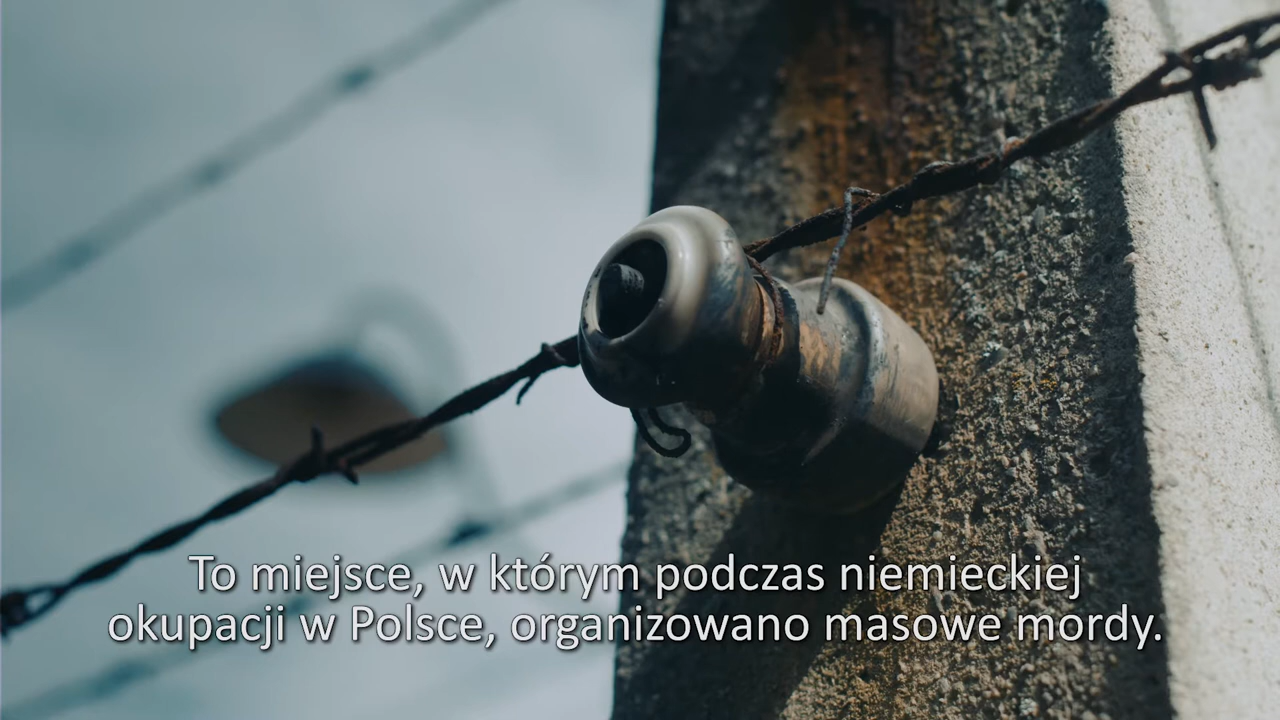 To miejsce, w którym podczas niemieckiej
okupacji w Polsce, organizowano masowe mordy.